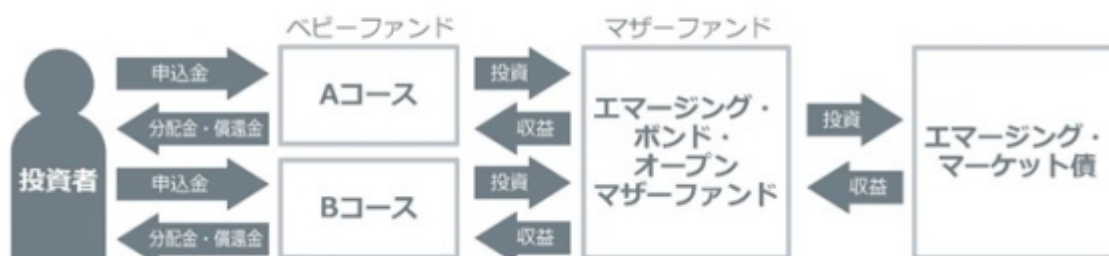 ベビーファンド
マザーファンド
申込金
Aコース
投資
分配金・償還金
収益
エマージング・
ボンド・
オープン
マザーファンド
投資
収益
エマージング・
マーケット債
投資者
申込金
Bコース
投資
分配金・償還金
収益